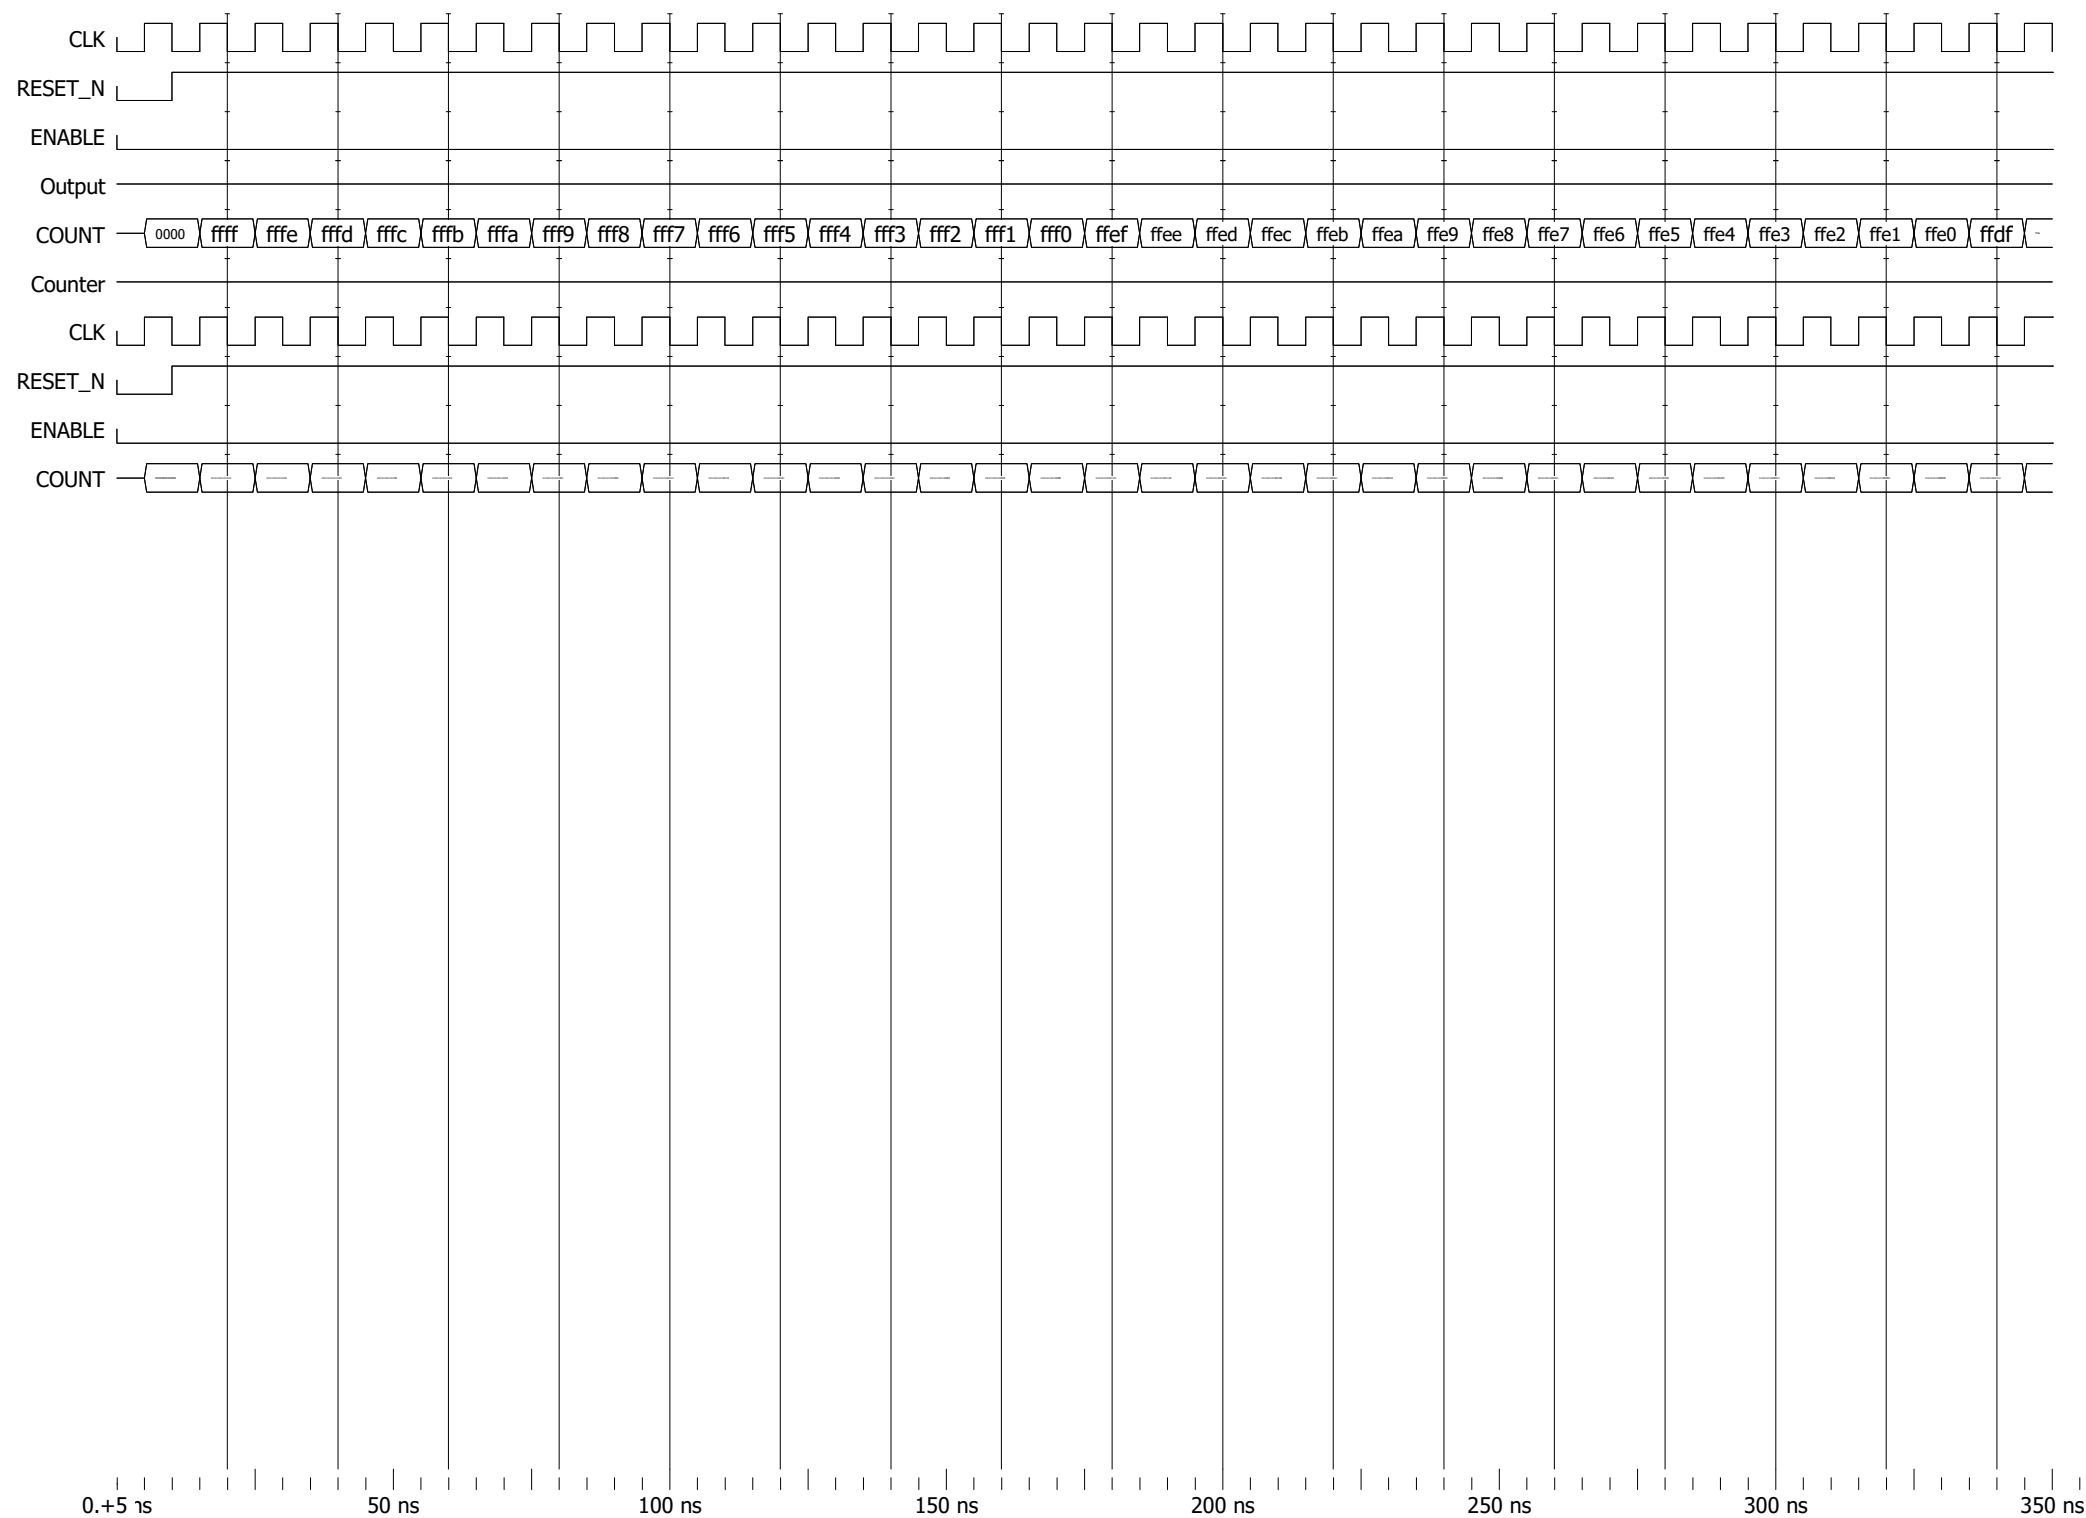 CLK
RESET_N
ENABLE
Output
COUNT 0000 ffff fffe fffd fffc fffb fffa fff9 fff8 fff7 fff6 fff5 fff4 fff3 fff2 fff1 fff0 ffef ffee ffed ffec ffeb ffea ffe9 ffe8 ffe7 ffe6 ffe5 ffe4 ffe3 ffe2 ffe1 ffe0 ffdf
Counter
CLK
RESET_N
ENABLE
COUNT
0.+5 ns 50 ns 100 ns 150 ns 200 ns 250 ns 300 ns 350 ns